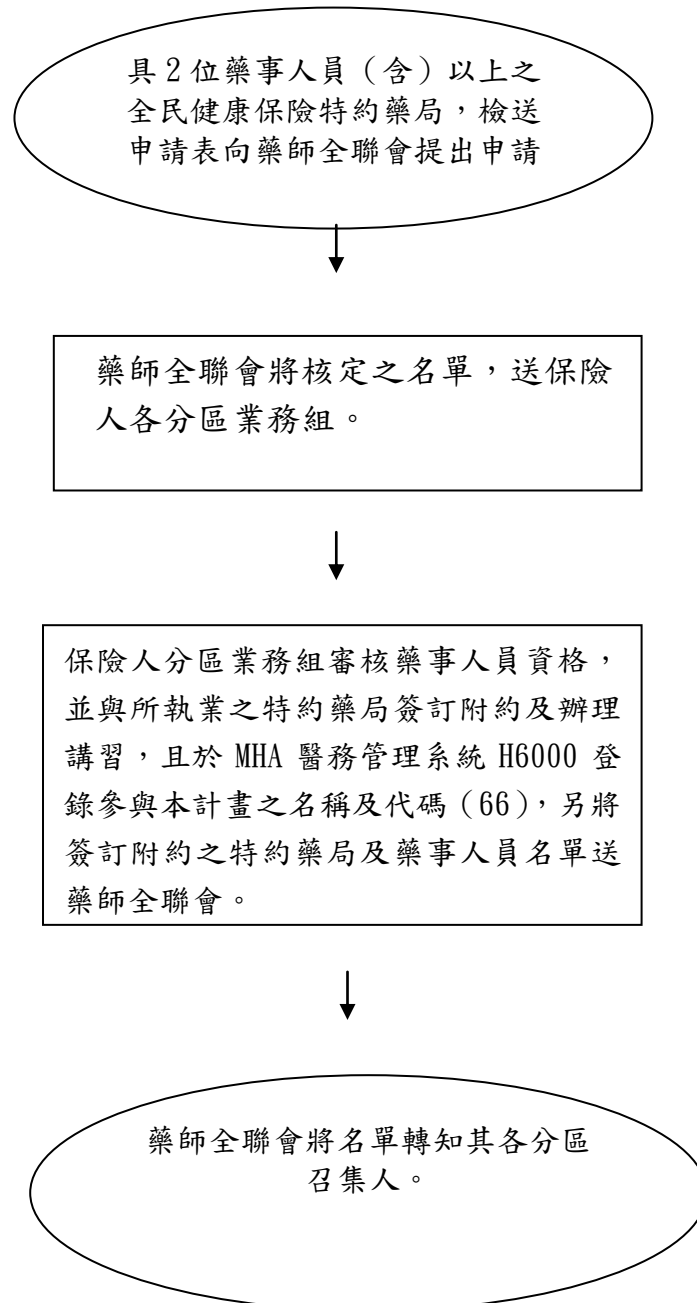 具 2 位藥事人員（含）以上之
全民健康保險特約藥局，檢送
申請表向藥師全聯會提出申請
藥師全聯會將核定之名單，送保險
人各分區業務組。
保險人分區業務組審核藥事人員資格，
並與所執業之特約藥局簽訂附約及辦理
講習，且於 MHA 醫務管理系統 H6000 登
錄參與本計畫之名稱及代碼（66），另將
簽訂附約之特約藥局及藥事人員名單送
藥師全聯會。
藥師全聯會將名單轉知其各分區
召集人。